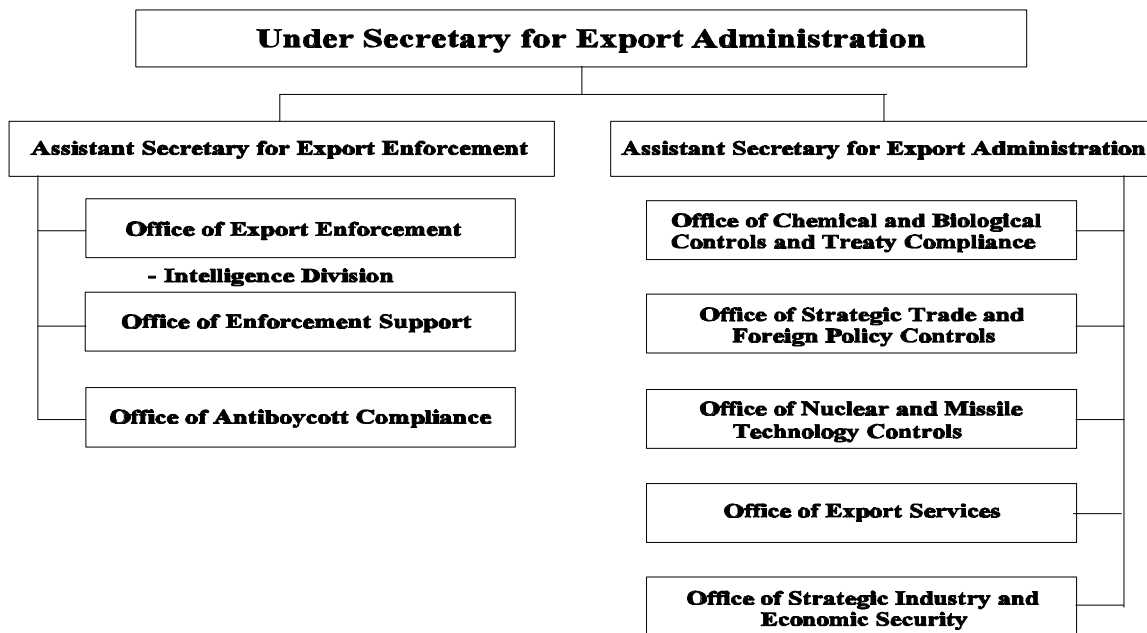 Under Secretary for Export Administration
Assistant Secretary for Export Enforcement
Office of Export Enforcement
- Intelligence Division
Office of Enforcement Support
Office of Antiboycott Compliance
Assistant Secretary for Export Administration
Office of Chemical and Biological
Controls and Treaty Compliance
Office of Strategic Trade and
Foreign Policy Controls
Office of Nuclear and Missile
Technology Controls
Office of Export Services
Office of Strategic Industry and
Economic Security